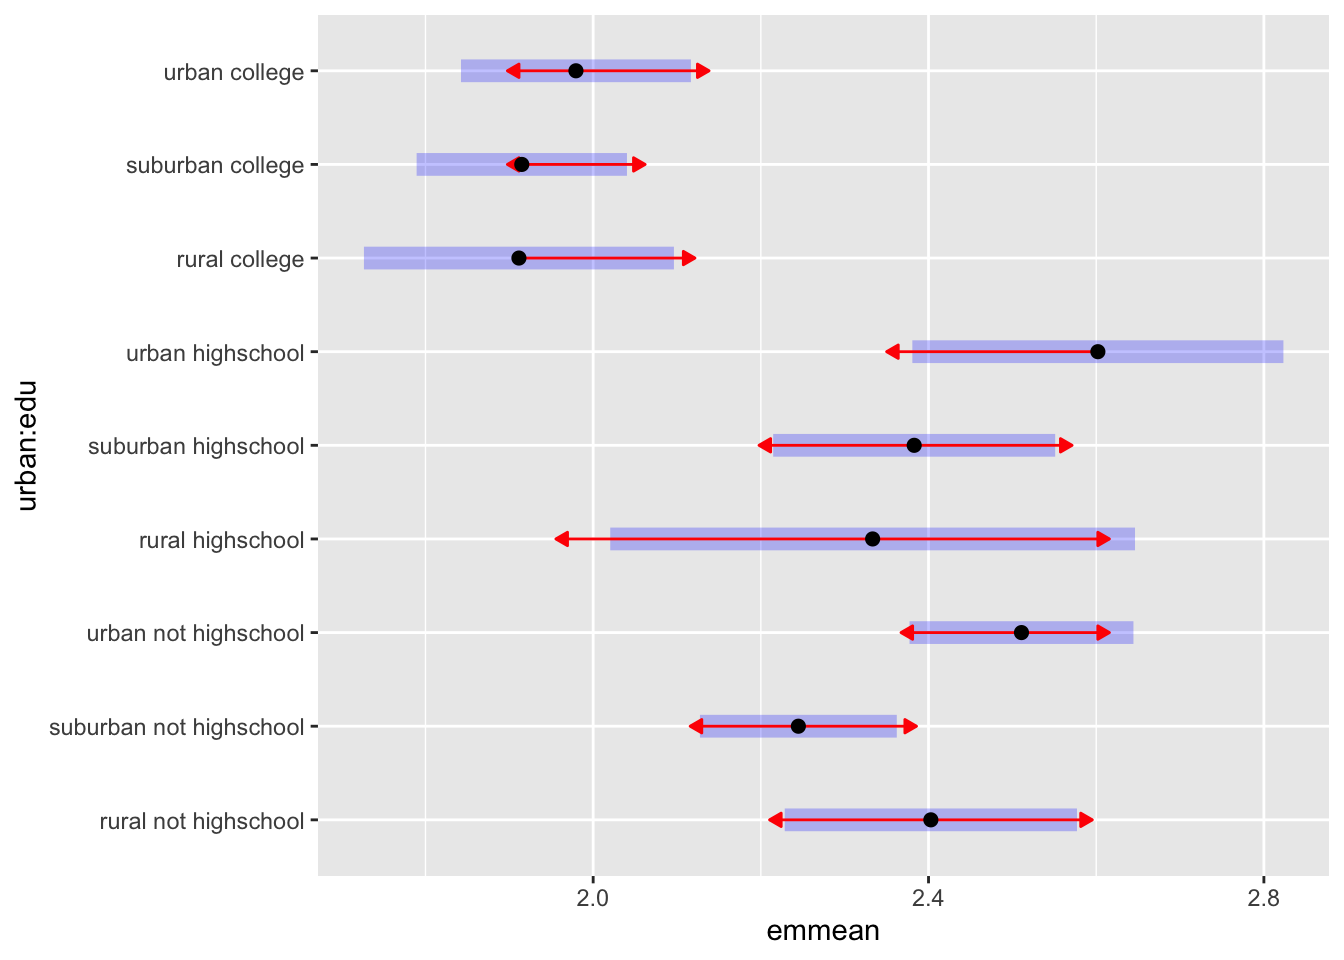 urban college
suburban college
rural college
urban highschool
suburban highschool
rural highschool
urban not highschool
suburban not highschool
rural not highschool
urban:edu
2.0 2.4 2.8
emmean